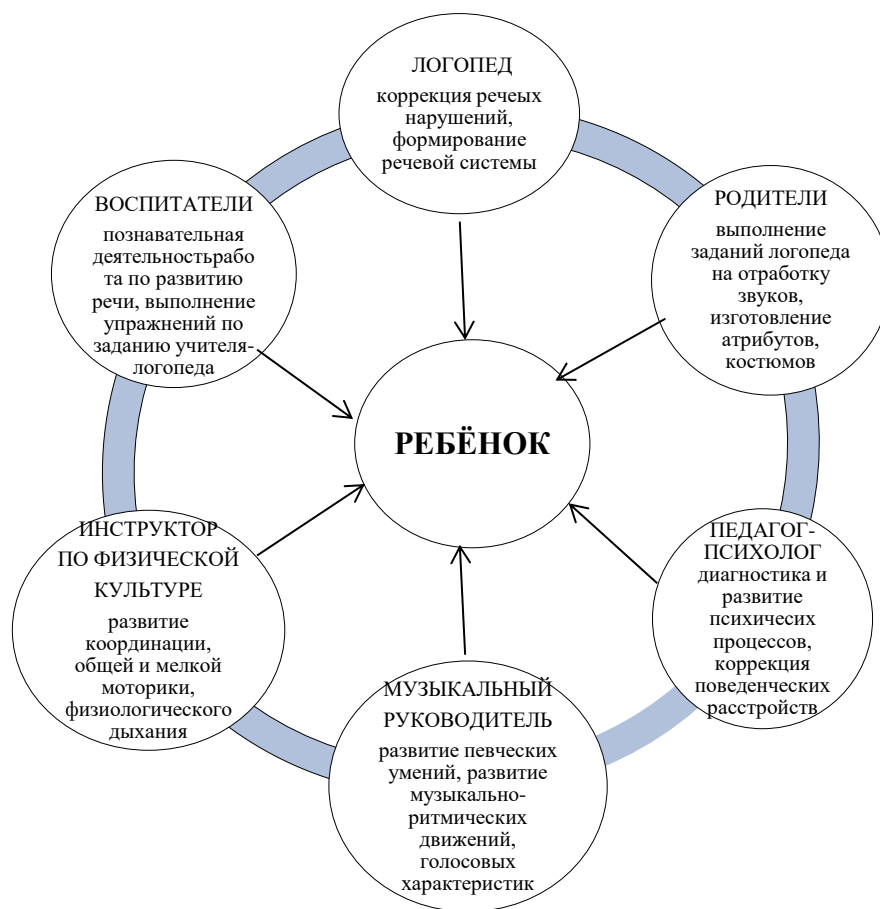 ЛОГОПЕД
коррекция речеых
нарушений,
формирование
речевой системы
ВОСПИТАТЕЛИ
познавательная
деятельностьрабо
та по развитию
речи, выполнение
упражнений по
заданию учителя-
логопеда
РОДИТЕЛИ
выполнение
заданий логопеда
на отработку
звуков,
изготовление
атрибутов,
костюмов
РЕБЁНОК
ИНСТРУКТОР
ПО ФИЗИЧЕСКОЙ
КУЛЬТУРЕ
развитие
координации,
общей и мелкой
моторики,
физиологического
дыхания
ПЕДАГОГ-
ПСИХОЛОГ
диагностика и
развитие
психичесих
процессов,
коррекция
поведенческих
расстройств
МУЗЫКАЛЬНЫЙ
РУКОВОДИТЕЛЬ
развитие певческих
умений, развитие
музыкально-
ритмических
движений,
голосовых
характеристик